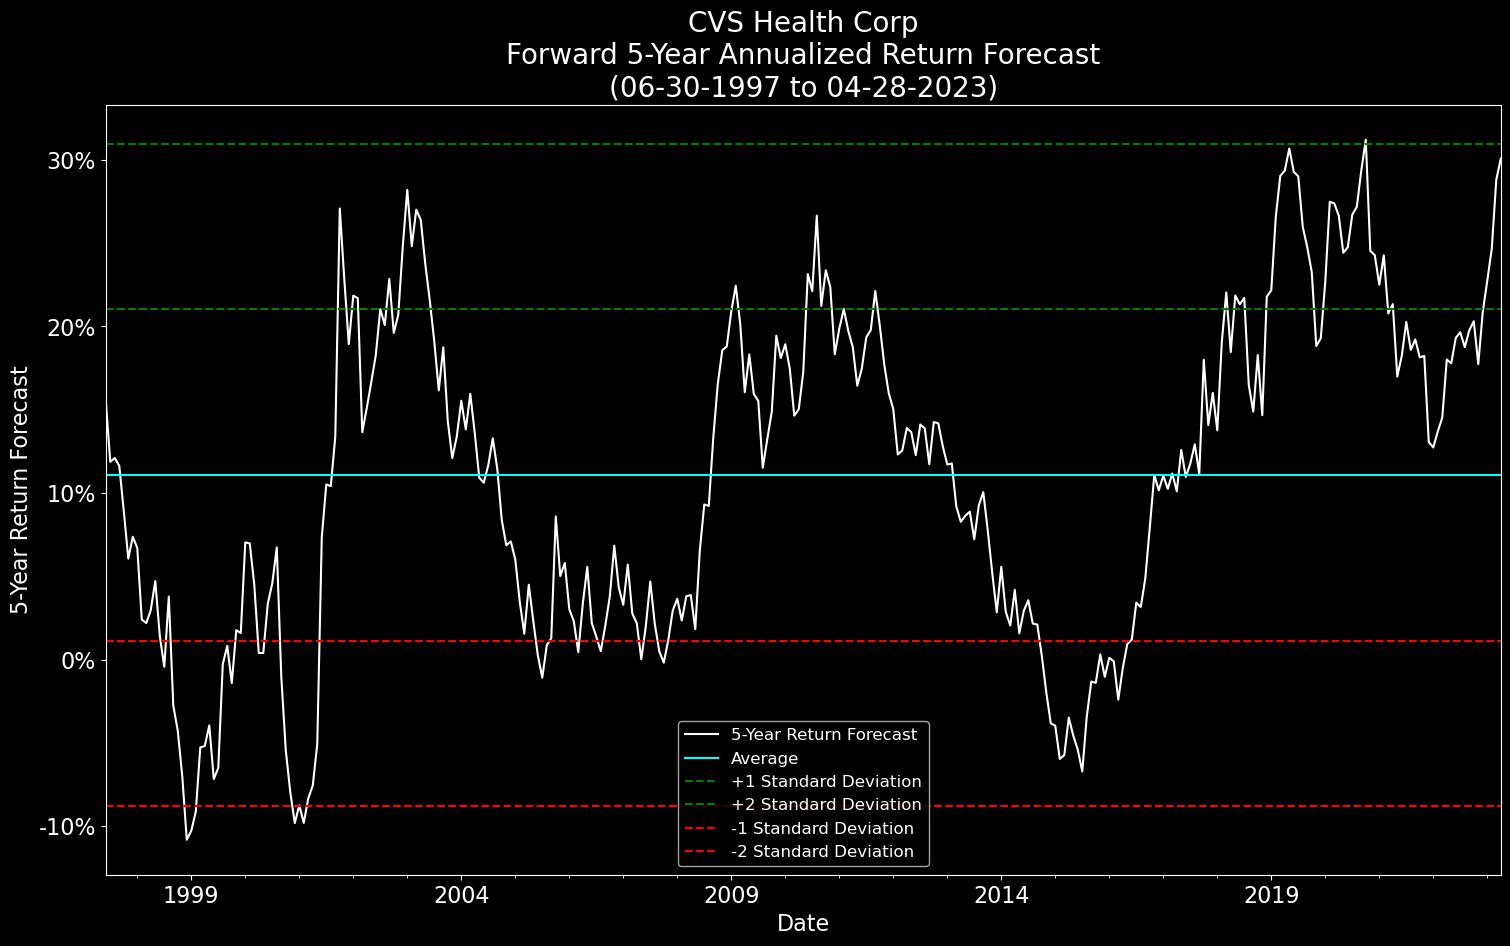 CVS Health Corp
Forward 5-Year Annualized Return Forecast
(06-30-1997 to 04-28-2023)
30%
20%
10%
0%
-10%
5-Year Return Forecast
5-Year Return Forecast
Average
+1 Standard Deviation
+2 Standard Deviation
-1 Standard Deviation
-2 Standard Deviation
1999 2004 2009 2014 2019
Date